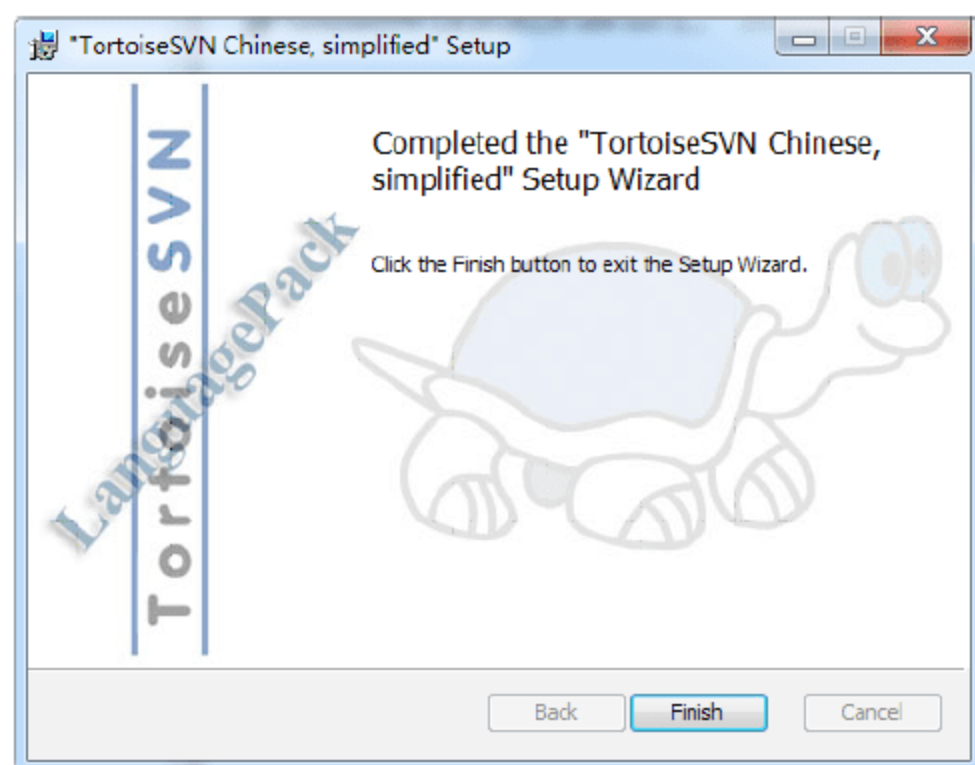 "TortoiseSVN Chinese, simplified" Setup
TortoiseSVN
LanguagePack
Completed the "TortoiseSVN Chinese,
simplified" Setup Wizard
Click the Finish button to exit the Setup Wizard.
Back
Finish
Cancel